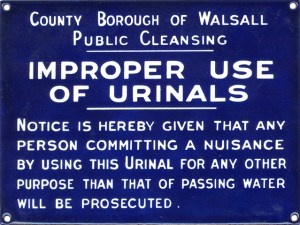 County Borough of Walsall
Public Cleansing
IMPROPER USE
OF URINALS
Notice is hereby given that any
person committing a nuisance
by using this Urinal for any other
purpose than that of passing water
will be prosecuted.